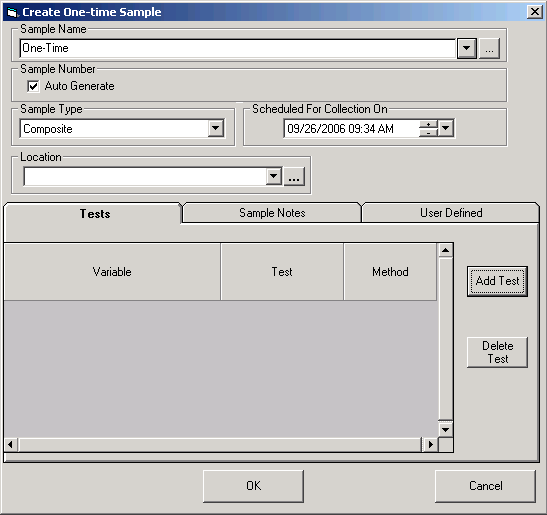 Create One-time Sample
Sample Name
One-Time
...
Sample Number
Auto Generate
Sample Type
Scheduled For Collection On
Composite
09/26/2006 09:34 AM
Location
...
Tests
Sample Notes
User Defined
Variable
Test
Method
Add Test
Delete
Test
OK
Cancel